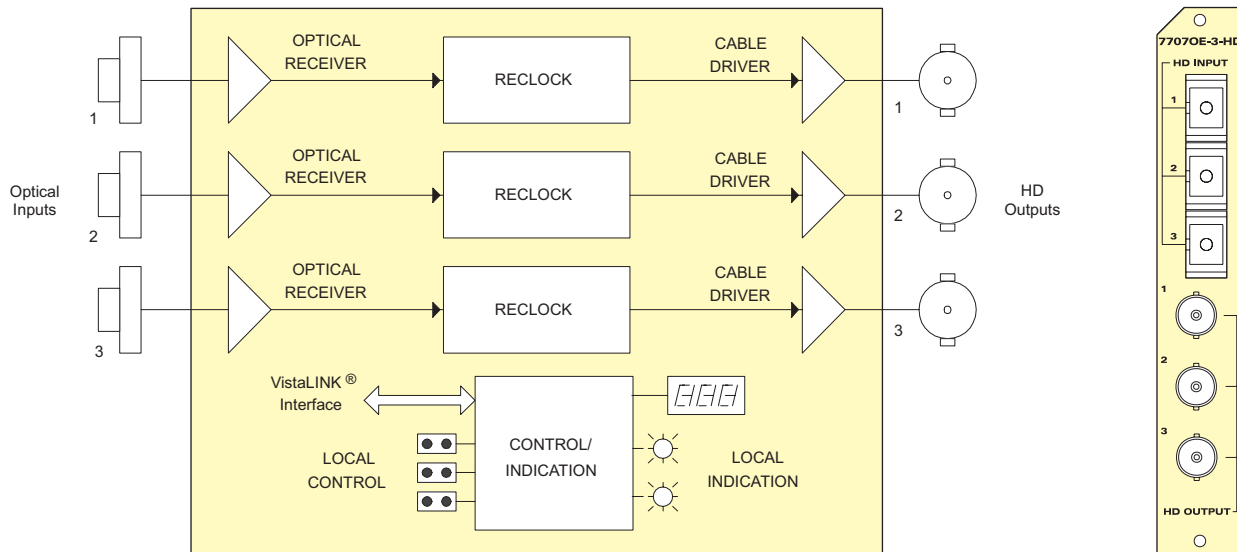 OPTICAL
RECEIVER
RECLOCK
CABLE
DRIVER
1
1
OPTICAL
RECEIVER
RECLOCK
CABLE
DRIVER
Optical
Inputs
2
2
HD
Outputs
OPTICAL
RECEIVER
RECLOCK
CABLE
DRIVER
3
3
VistaLINK ®
Interface
LOCAL
CONTROL
CONTROL/
INDICATION
LOCAL
INDICATION
7707OE-3-HD
HD INPUT
1
2
3
1
2
3
HD OUTPUT